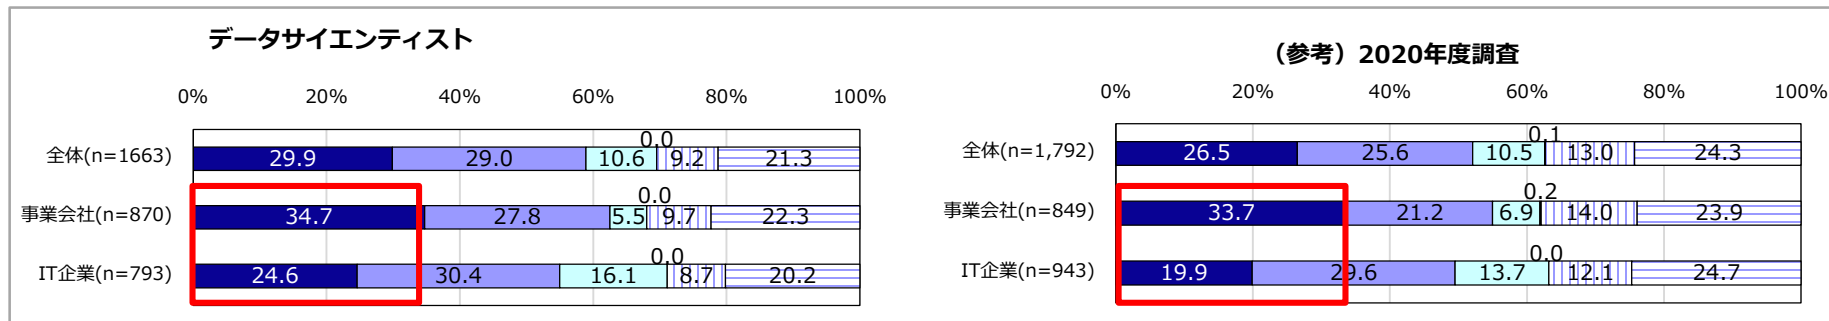 データサイエンティスト
0% 20% 40% 60% 80% 100%
0.0
全体(n=1663) 29.9 29.0 10.6 9.2 21.3
0.0
事業会社(n=870) 34.7 27.8 5.5 9.7 22.3
0.0
IT企業(n=793) 24.6 30.4 16.1 8.7 20.2
（参考）2020年度調査
0% 20% 40% 60% 80% 100%
0.1
全体(n=1,792) 26.5 25.6 10.5 13.0 24.3
0.2
事業会社(n=849) 33.7 21.2 6.9 14.0 23.9
0.0
IT企業(n=943) 19.9 29.6 13.7 12.1 24.7